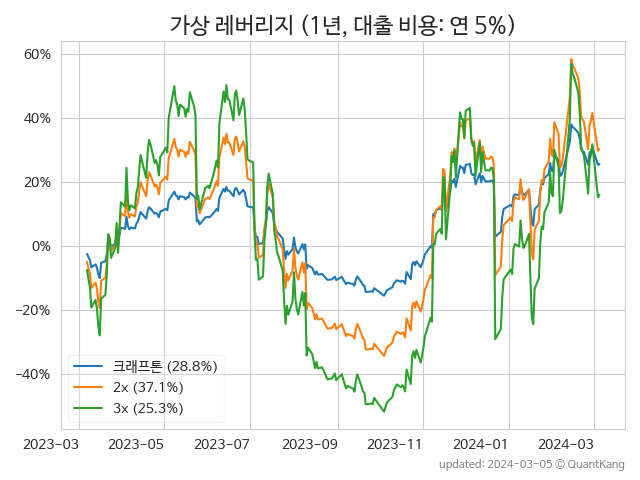 가상 레버리지 (1년, 대출 비용: 연 5%)
60%
40%
20%
0%
−20%
−40%
크래프톤 (28.8%)
2x (37.1%)
3x (25.3%)
2023-03 2023-05 2023-07 2023-09 2023-11 2024-01 2024-03
updated: 2024-03-05 © QuantKang